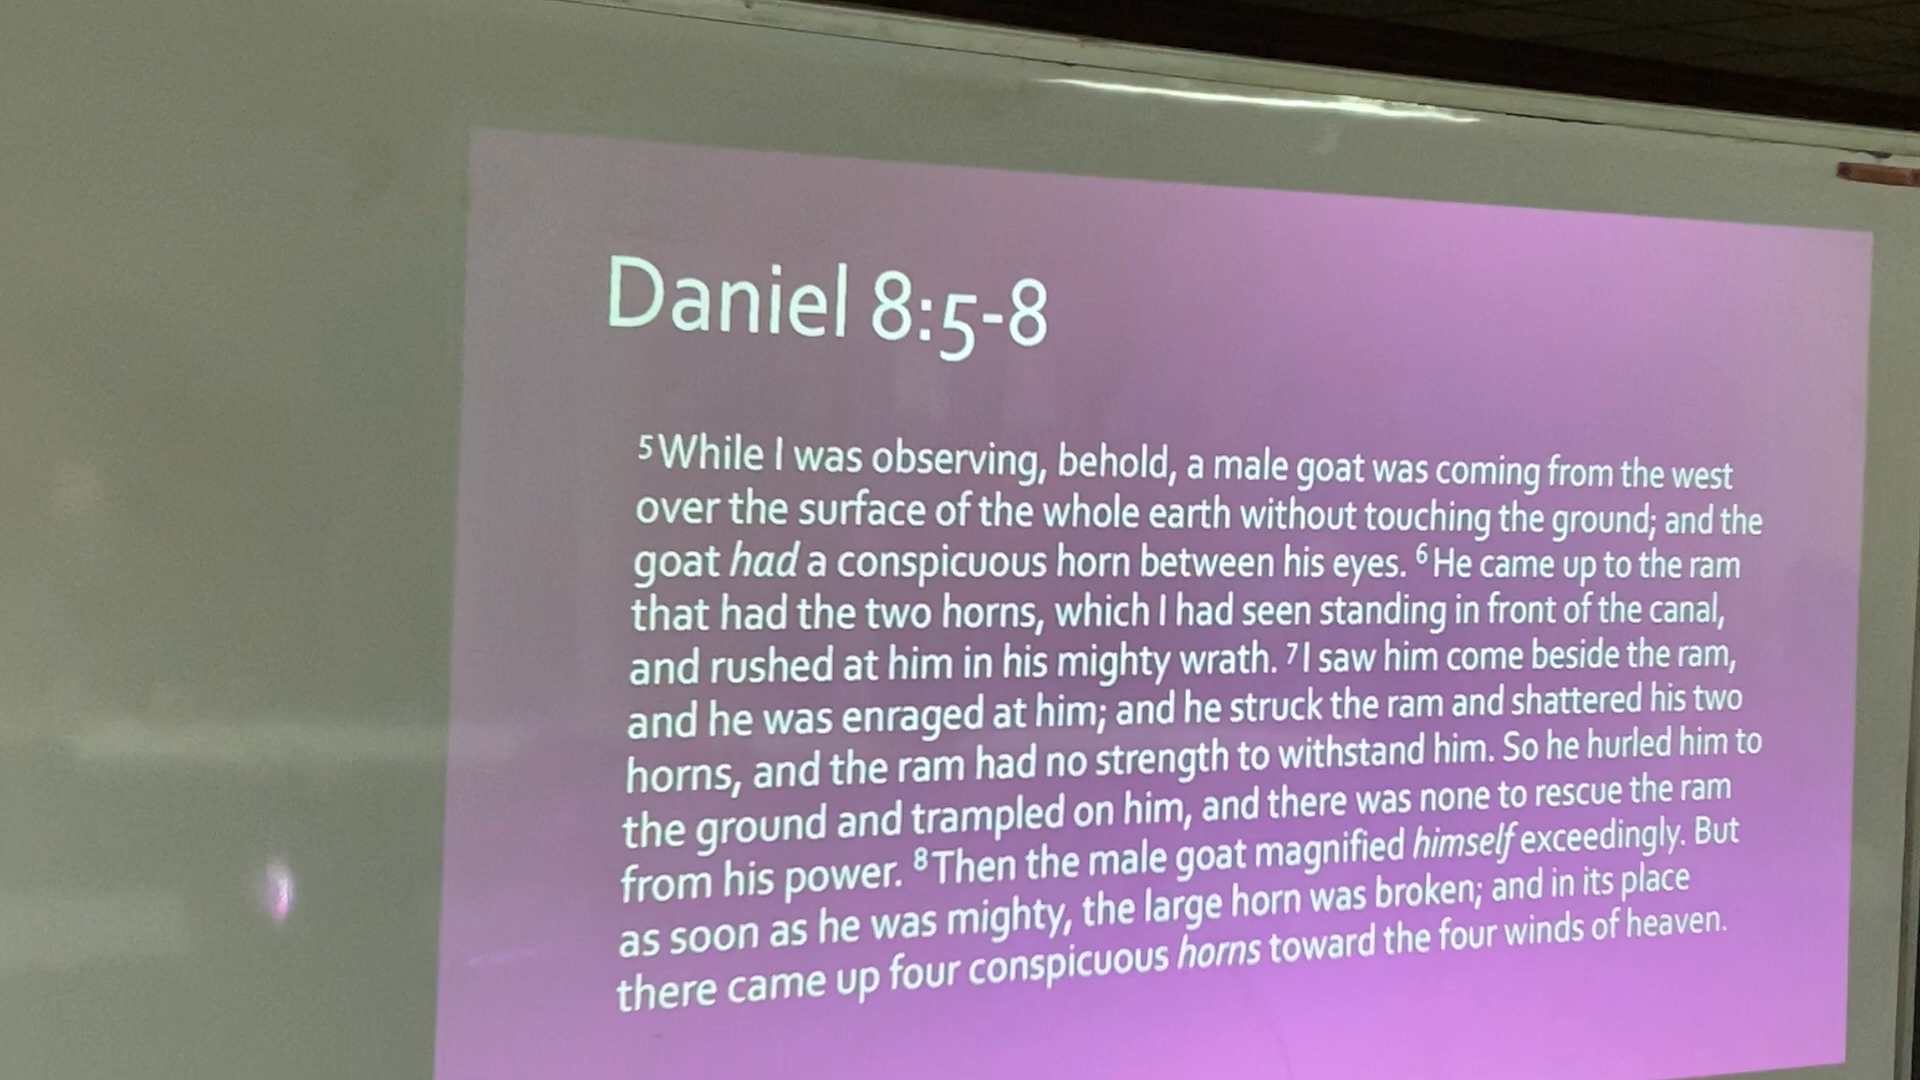 Daniel 8:5-8
5 While I was observing, behold, a male goat was coming from the west
over the surface of the whole earth without touching the ground; and the
goat had a conspicuous horn between his eyes. 6 He came up to the ram
that had the two horns, which I had seen standing in front of the canal,
and rushed at him in his mighty wrath. 7 I saw him come beside the ram,
and he was enraged at him; and he struck the ram and shattered his two
horns, and the ram had no strength to withstand him. So he hurled him to
the ground and trampled on him, and there was none to rescue the ram
from his power. 8 Then the male goat magnified himself exceedingly. But
as soon as he was mighty, the large horn was broken; and in its place
there came up four conspicuous horns toward the four winds of heaven.